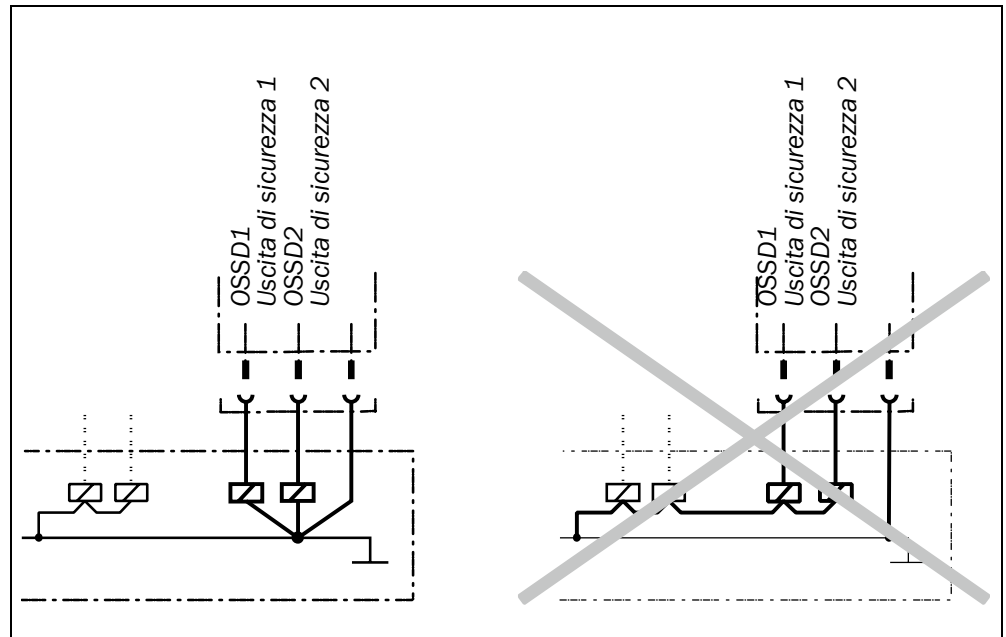 OSSD1
Uscita di sicurezza 1
OSSD2
Uscita di sicurezza 2
OSSD1
Uscita di sicurezza 1
OSSD2
Uscita di sicurezza 2